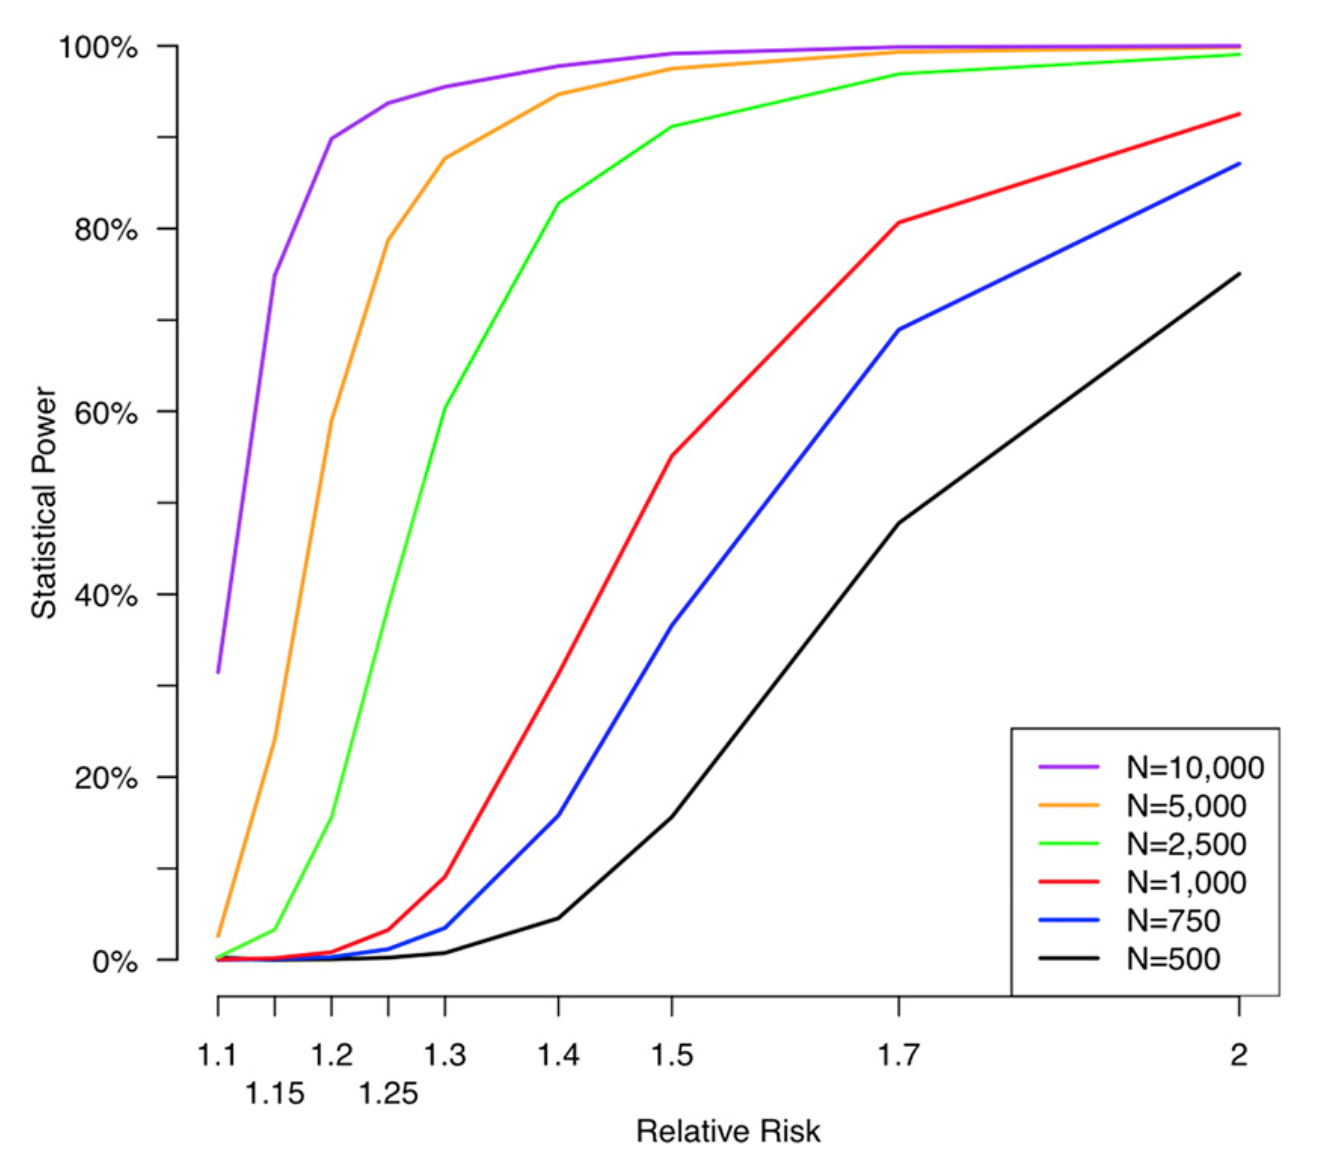 100%
80%
60%
40%
20%
0%
Statistical Power
N=10,000
N=5,000
N=2,500
N=1,000
N=750
N=500
1.1 1.2 1.3 1.4 1.5 1.7 2
1.15 1.25
Relative Risk